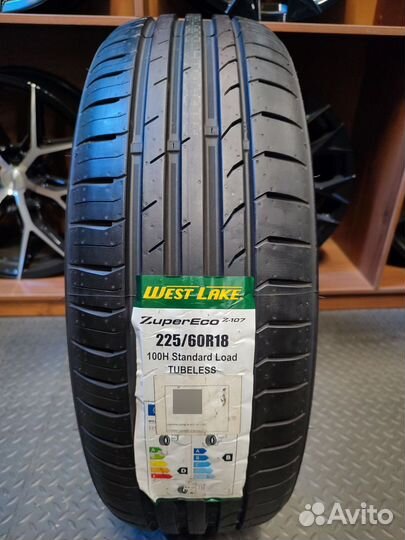 WEST-LAKE
ZuperEco Z-107
225/60R18
100H Standard Load
TUBELESS
D
B
Avito